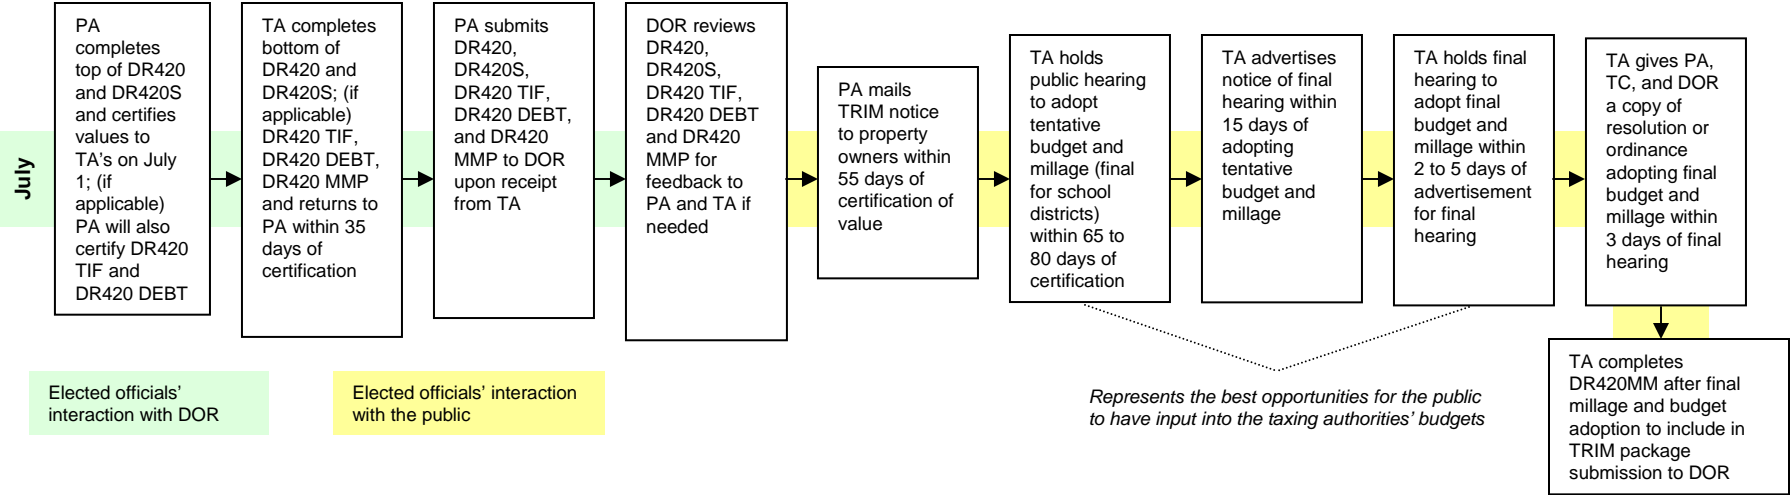 July
PA
completes
top of DR420
and DR420S
and certifies
values to
TA's on July
1; (if
applicable)
PA will also
certify DR420
TIF and
DR420 DEBT
TA completes
bottom of
DR420 and
DR420S; (if
applicable)
DR420 TIF,
DR420 DEBT,
DR420 MMP
and returns to
PA within 35
days of
certification
PA submits
DR420,
DR420S,
DR420 TIF,
DR420 DEBT,
and DR420
MMP to DOR
upon receipt
from TA
DOR reviews
DR420,
DR420S,
DR420 TIF,
DR420 DEBT
and DR420
MMP for
feedback to
PA and TA if
needed
PA mails
TRIM notice
to property
owners within
55 days of
certification of
value
TA holds
public hearing
to adopt
tentative
budget and
millage (final
for school
districts)
within 65 to
80 days of
certification
TA advertises
notice of final
hearing within
15 days of
adopting
tentative
budget and
millage
TA holds final
hearing to
adopt final
budget and
millage within
2 to 5 days of
advertisement
for final
hearing
TA gives PA,
TC, and DOR
a copy of
resolution or
ordinance
adopting final
budget and
millage within
3 days of final
hearing
TA completes
DR420MM after final
millage and budget
adoption to include in
TRIM package
submission to DOR
Elected officials'
interaction with DOR
Elected officials' interaction
with the public
Represents the best opportunities for the public
to have input into the taxing authorities' budgets